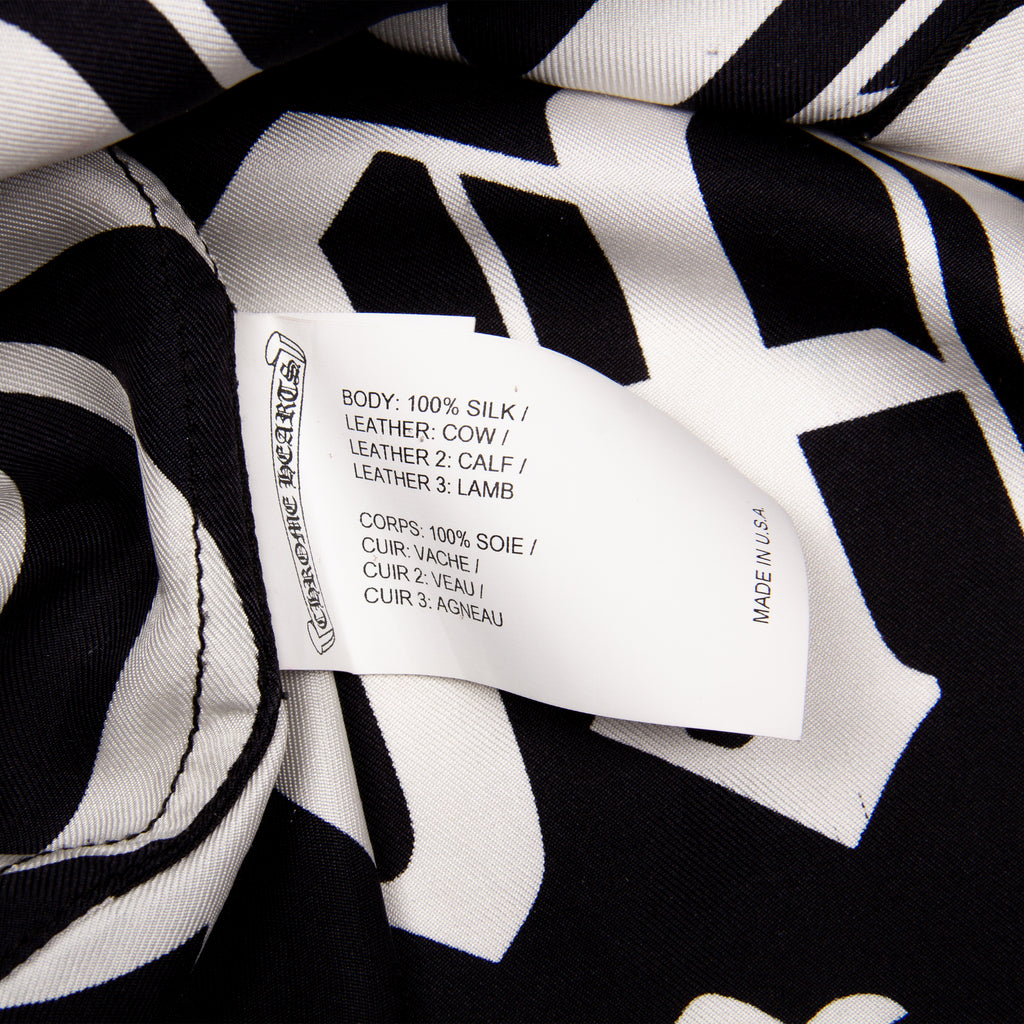 CHROME HEARTS
BODY: 100% SILK /
LEATHER: COW /
LEATHER 2: CALF /
LEATHER 3: LAMB
CORPS: 100% SOIE /
CUIR: VACHE /
CUIR 2: VEAU /
CUIR 3: AGNEAU
MADE IN U.S.A.